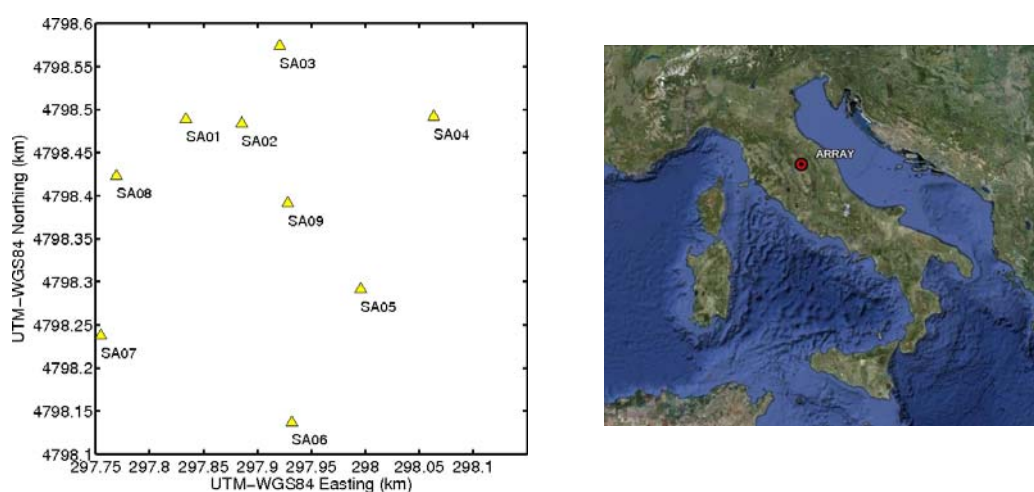 4798.6
4798.55
4798.5
4798.45
4798.4
4798.35
4798.3
4798.25
4798.2
4798.15
4798.1
UTM-WGS84 Northing (km)
SA03
SA01
SA02
SA04
SA08
SA09
SA05
SA07
SA06
297.75 297.8 297.85 297.9 297.95 298 298.05 298.1
UTM-WGS84 Easting (km)
ARRAY